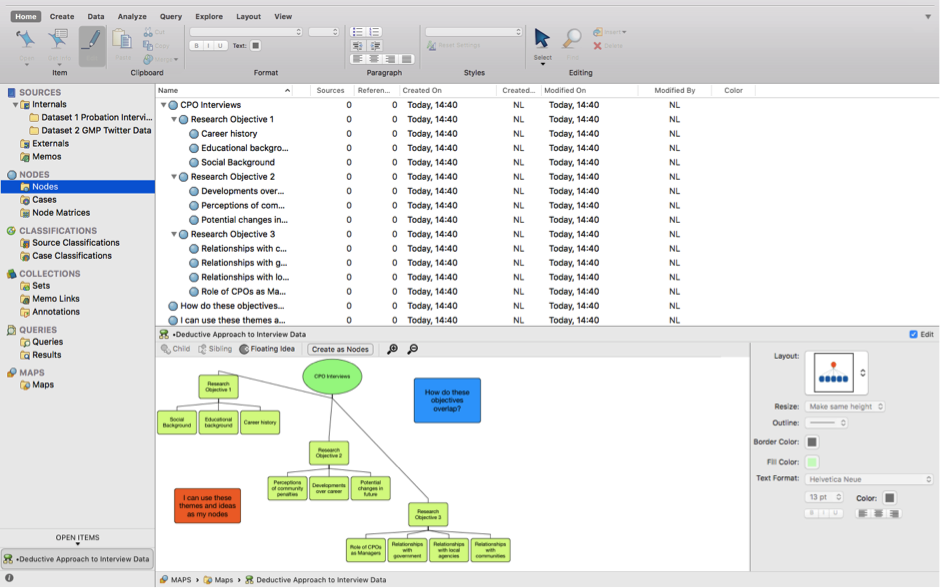 Home Create Data Analyze Query Explore Layout View
Cut
Copy
Merge
B I U Text:
Reset Settings
Select
Delete
Item Clipboard Format Paragraph Styles Editing
SOURCES
Internals
Dataset 1 Probation Intervi...
Dataset 2 GMP Twitter Data
Externals
Memos
NODES
Nodes
Cases
Node Matrices
CLASSIFICATIONS
Source Classifications
Case Classifications
COLLECTIONS
Sets
Memo Links
Annotations
QUERIES
Queries
Results
MAPS
Maps
OPEN ITEMS
•Deductive Approach to Interview Data
Name Sources Referen... Created On Created... Modified On Modified By Color
CPO Interviews 0 0 Today, 14:40 NL Today, 14:40 NL
Research Objective 1 0 0 Today, 14:40 NL Today, 14:40 NL
Career history 0 0 Today, 14:40 NL Today, 14:40 NL
Educational backgro... 0 0 Today, 14:40 NL Today, 14:40 NL
Social Background 0 0 Today, 14:40 NL Today, 14:40 NL
Research Objective 2 0 0 Today, 14:40 NL Today, 14:40 NL
Developments over... 0 0 Today, 14:40 NL Today, 14:40 NL
Perceptions of com... 0 0 Today, 14:40 NL Today, 14:40 NL
Potential changes in... 0 0 Today, 14:40 NL Today, 14:40 NL
Research Objective 3 0 0 Today, 14:40 NL Today, 14:40 NL
Relationships with c... 0 0 Today, 14:40 NL Today, 14:40 NL
Relationships with g... 0 0 Today, 14:40 NL Today, 14:40 NL
Relationships with lo... 0 0 Today, 14:40 NL Today, 14:40 NL
Role of CPOs as Ma... 0 0 Today, 14:40 NL Today, 14:40 NL
How do these objectives... 0 0 Today, 14:40 NL Today, 14:40 NL
I can use these themes a... 0 0 Today, 14:40 NL Today, 14:40 NL
•Deductive Approach to Interview Data Edit
Child Sibling Floating Idea Create as Nodes
CPO Interviews
Research
Objective 1
Social
Background
Educational
background
Career history
How do these
objectives
overlap?
Research
Objective 2
Perceptions
of community
penalties
Developments
over career
Potential
changes in
future
I can use these
themes and ideas
as my nodes
Research
Objective 3
Role of CPOs
as Managers
Relationships
with
government
Relationships
with local
agencies
Relationships
with
communities
Layout:
Resize: Make same height
Outline:
Border Color:
Fill Color:
Text Format: Helvetica Neue
13 pt Color:
B I U
MAPS > Maps > Deductive Approach to Interview Data